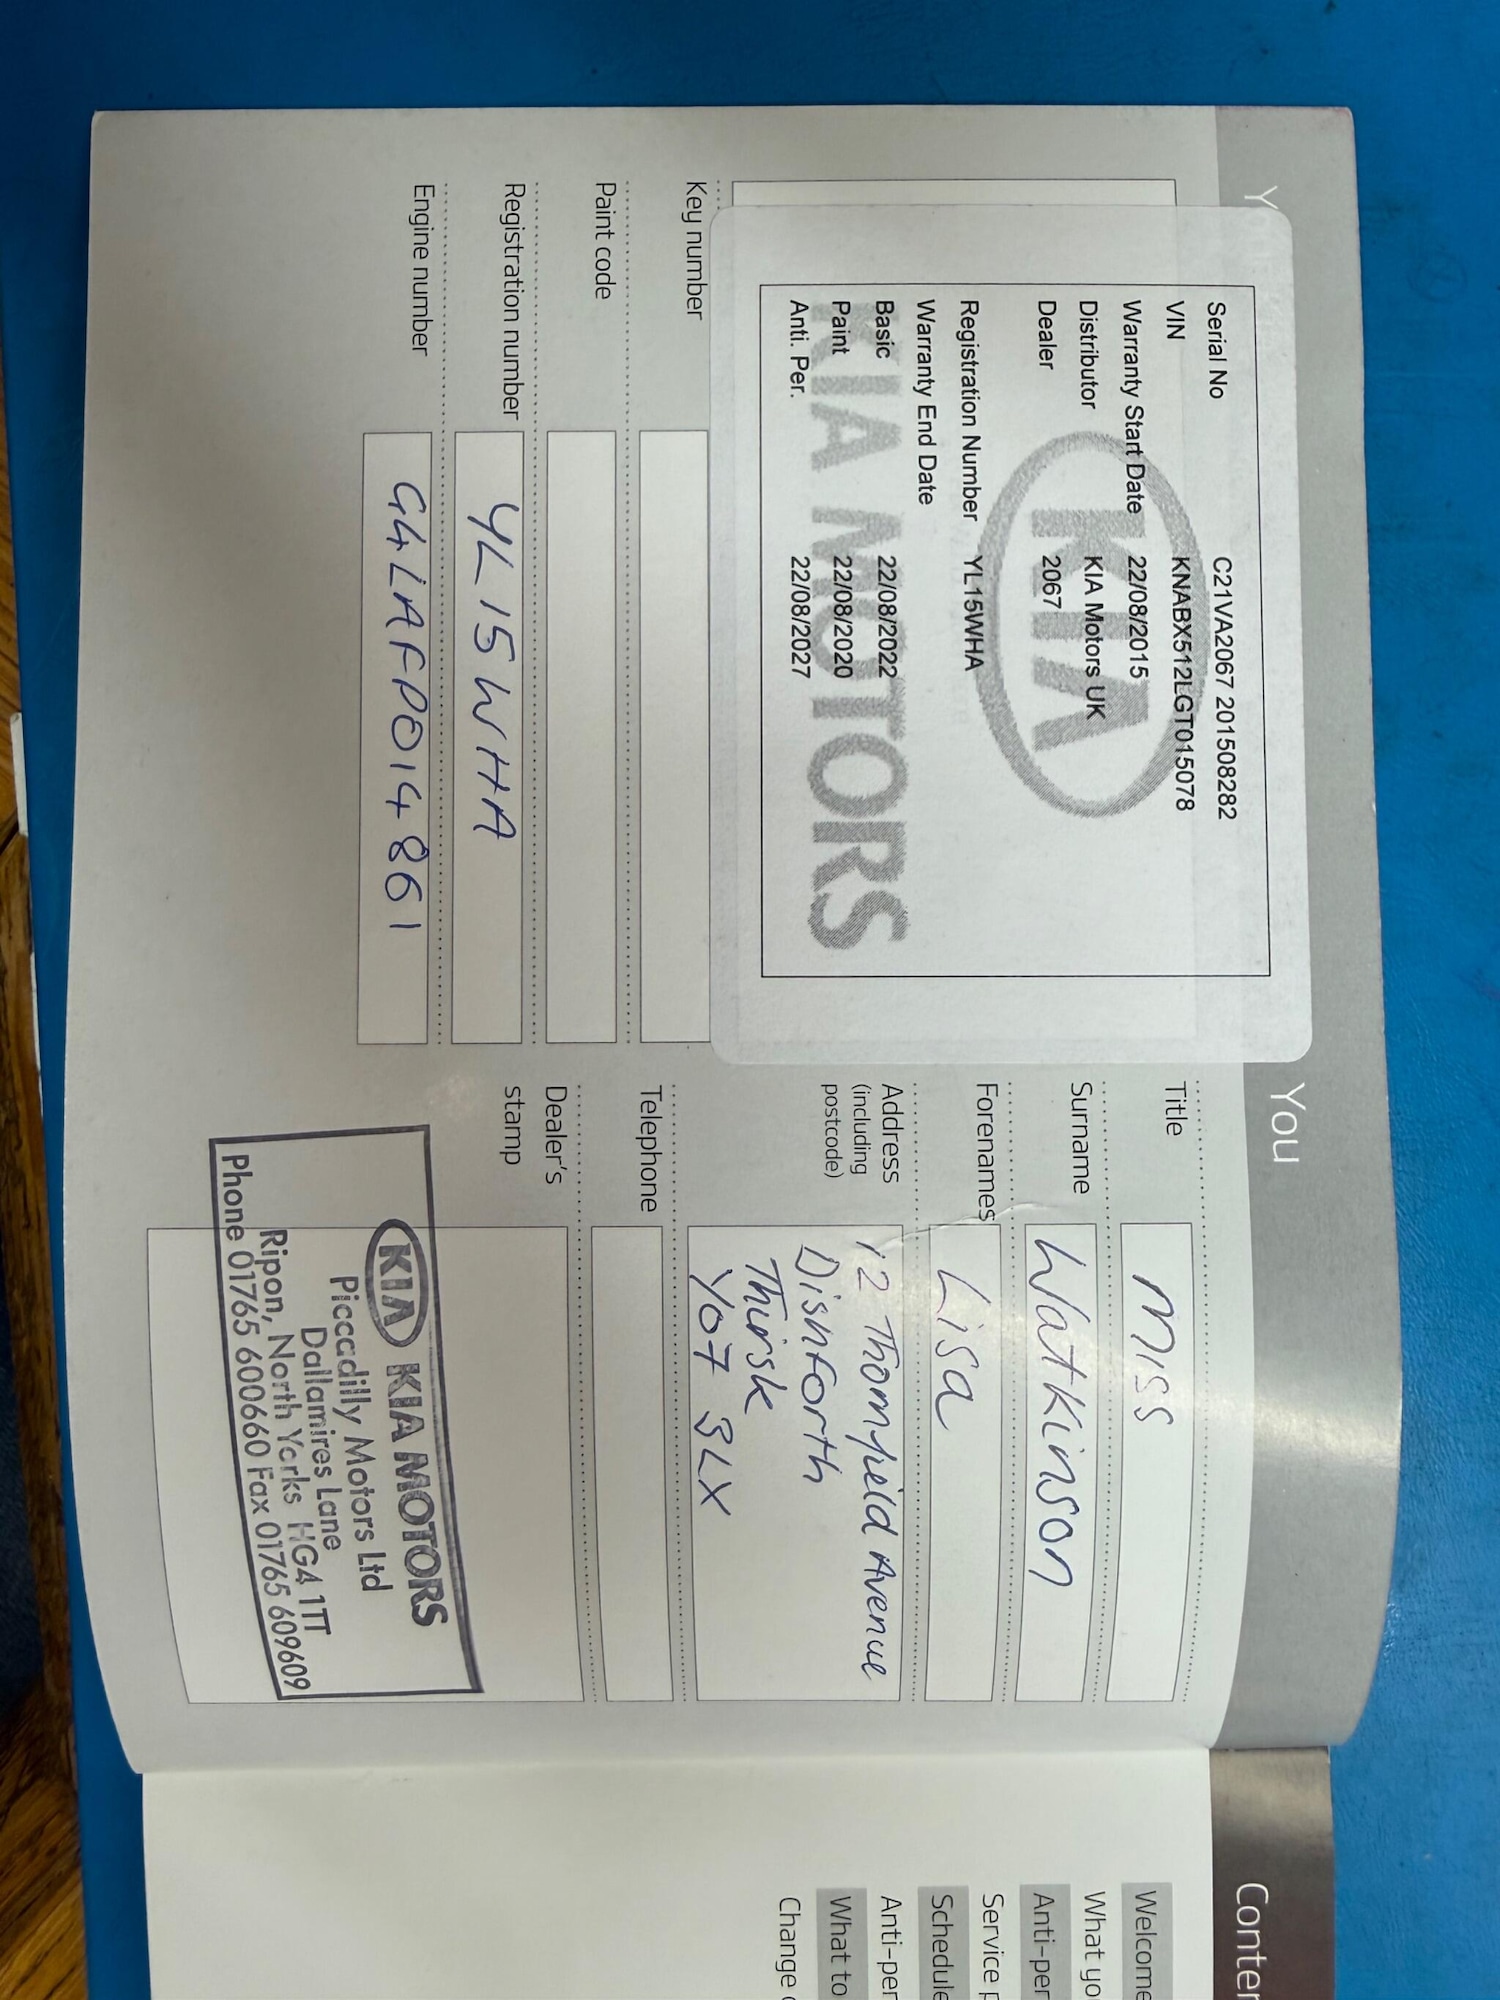 Serial No C21VA2067 201508282
VIN KNABX512LGT015078
Warranty Start Date 22/08/2015
Distributor KIA Motors UK
Dealer 2067
Registration Number YL15WHA
Warranty End Date
Basic 22/08/2022
Paint 22/08/2020
Anti. Per. 22/08/2027
KIA
KIA MOTORS
Key number
Paint code
Registration number YL15WHA
Engine number G4LAFP014861
You
Title Miss
Surname Watkinson
Forenames Lisa
Address (including postcode) 12 Thornfield Avenue
Dishforth
Thirsk
YO7 3LX
Telephone
Dealer's stamp
KIA KIA MOTORS
Piccadilly Motors Ltd
Dallamires Lane
Ripon, North Yorks HG4 1TT
Phone 01765 600660 Fax 01765 609609
Conter
Welcome
What yo
Anti-per
Service p
Schedule
Anti-per
What to
Change